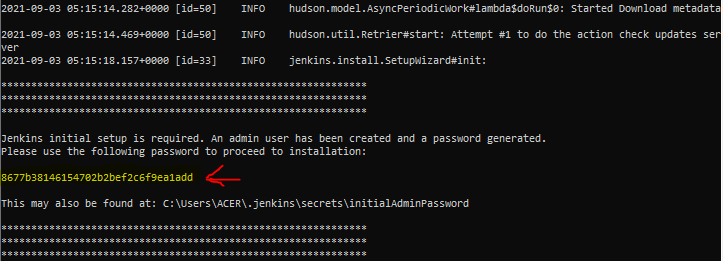 2021-09-03 05:15:14.282+0000 [id=50]    INFO    hudson.model.AsyncPeriodicWork#lambda$doRun$0: Started Download metadata
2021-09-03 05:15:14.469+0000 [id=50]    INFO    hudson.util.Retrier#start: Attempt #1 to do the action check updates ser
ver
2021-09-03 05:15:18.157+0000 [id=33]    INFO    jenkins.install.SetupWizard#init:
*************************************************************
*************************************************************
*************************************************************
Jenkins initial setup is required. An admin user has been created and a password generated.
Please use the following password to proceed to installation:
8677b38146154702b2bef2c6f9ea1add
This may also be found at: C:\Users\ACER\.jenkins\secrets\initialAdminPassword
*************************************************************
*************************************************************
*************************************************************